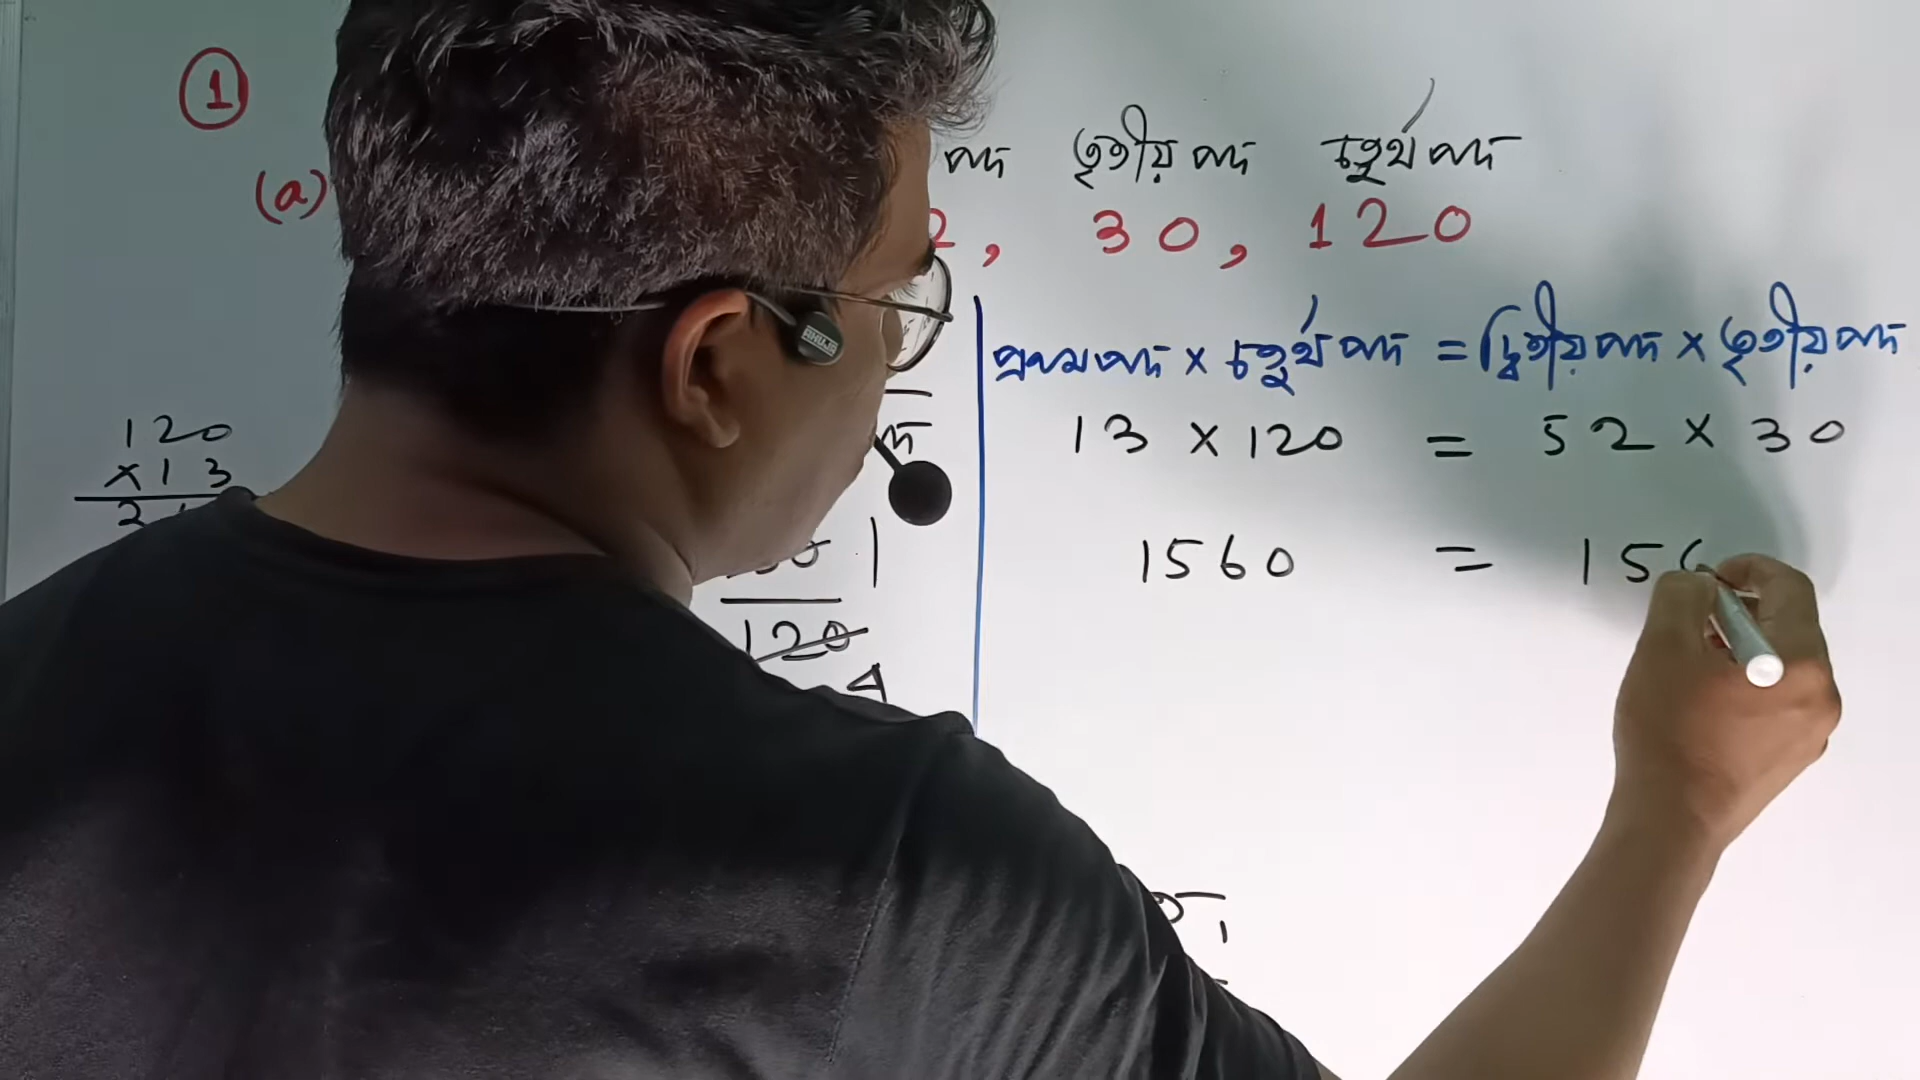 1
পদ তৃতীয় পদ চতুর্থ পদ
(a) 2, 30, 120
প্রথম পদ × চতুর্থ পদ = দ্বিতীয় পদ × তৃতীয় পদ
120
×13
13 × 120 = 52 × 30
1560 = 156
120
4